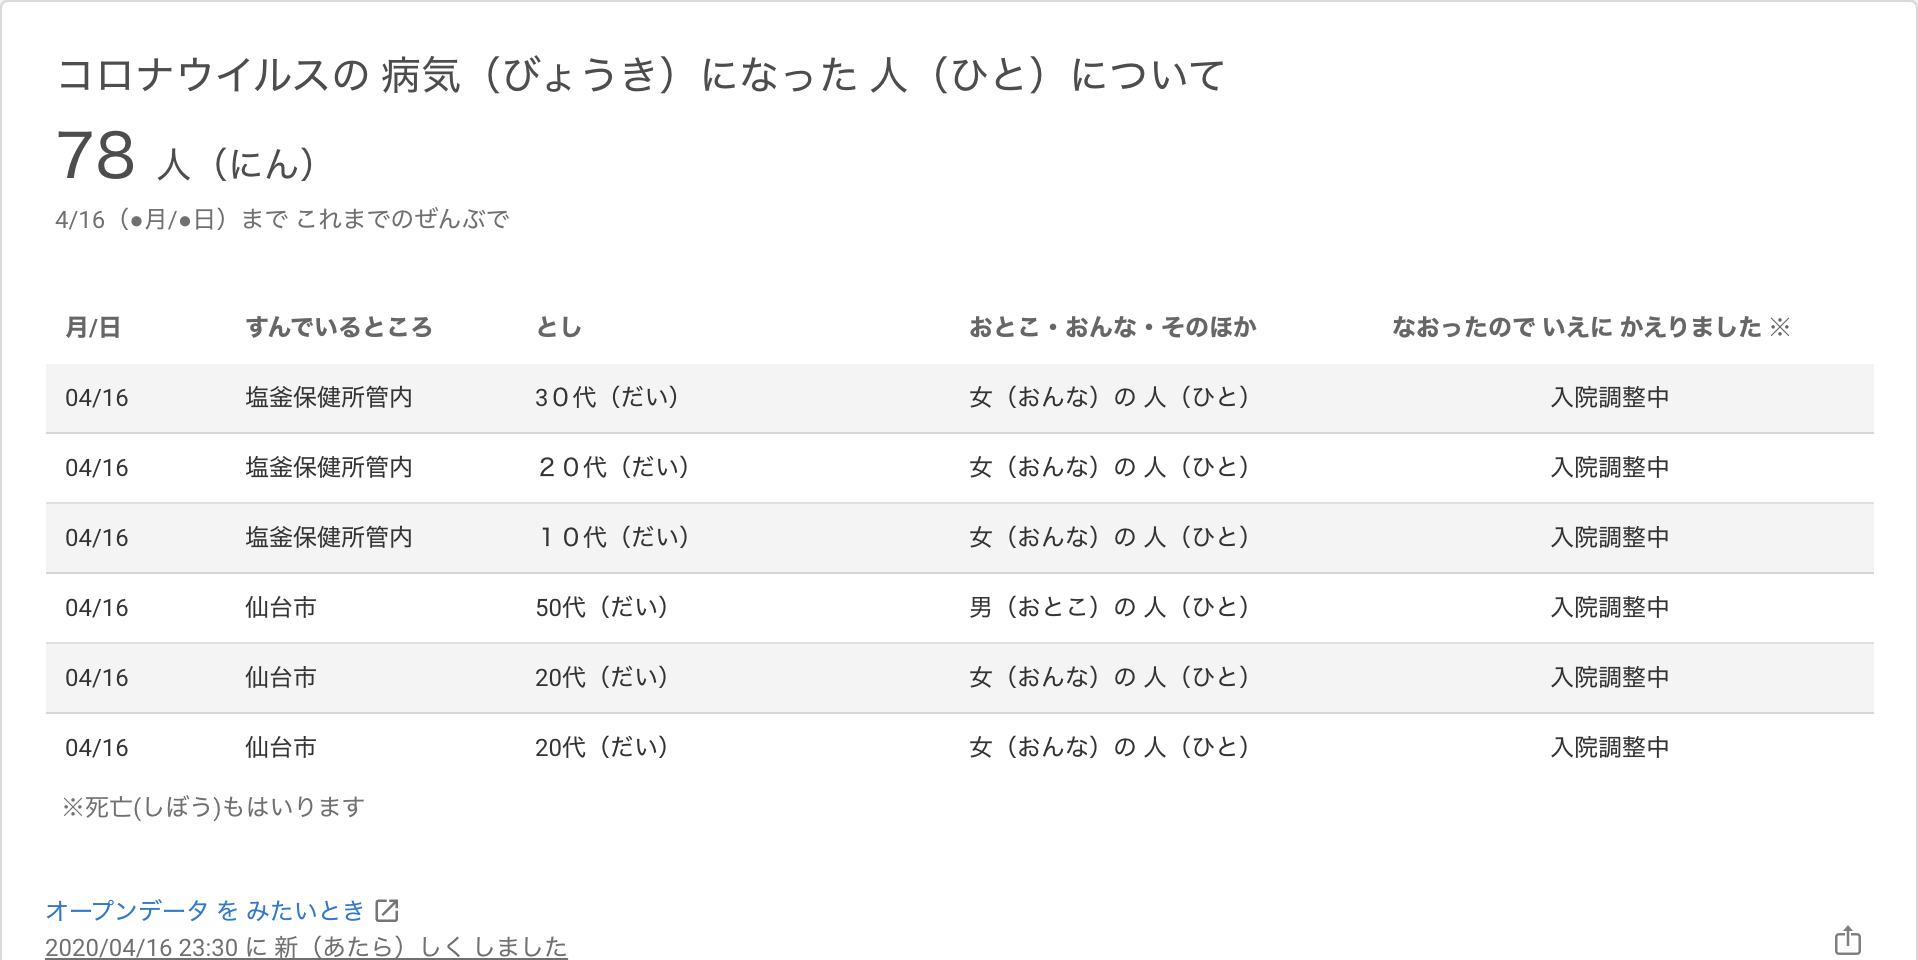 コロナウイルスの 病気（びょうき）になった 人（ひと）について
78 人（にん）
4/16（●月/●日）まで これまでのぜんぶで
月/日 すんでいるところ とし おとこ・おんな・そのほか なおったので いえに かえりました ※
04/16 塩釜保健所管内 3０代（だい） 女（おんな）の 人（ひと） 入院調整中
04/16 塩釜保健所管内 ２０代（だい） 女（おんな）の 人（ひと） 入院調整中
04/16 塩釜保健所管内 １０代（だい） 女（おんな）の 人（ひと） 入院調整中
04/16 仙台市 50代（だい） 男（おとこ）の 人（ひと） 入院調整中
04/16 仙台市 20代（だい） 女（おんな）の 人（ひと） 入院調整中
04/16 仙台市 20代（だい） 女（おんな）の 人（ひと） 入院調整中
※死亡(しぼう)もはいります
オープンデータ を みたいとき
2020/04/16 23:30 に 新（あたら）しく しました